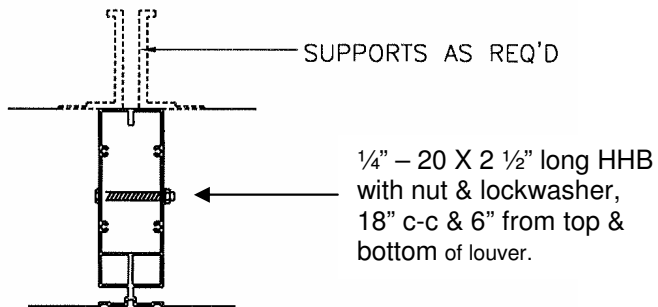 SUPPORTS AS REQ'D
¼” – 20 X 2 ½” long HHB
with nut & lockwasher,
18” c-c & 6” from top &
bottom of louver.